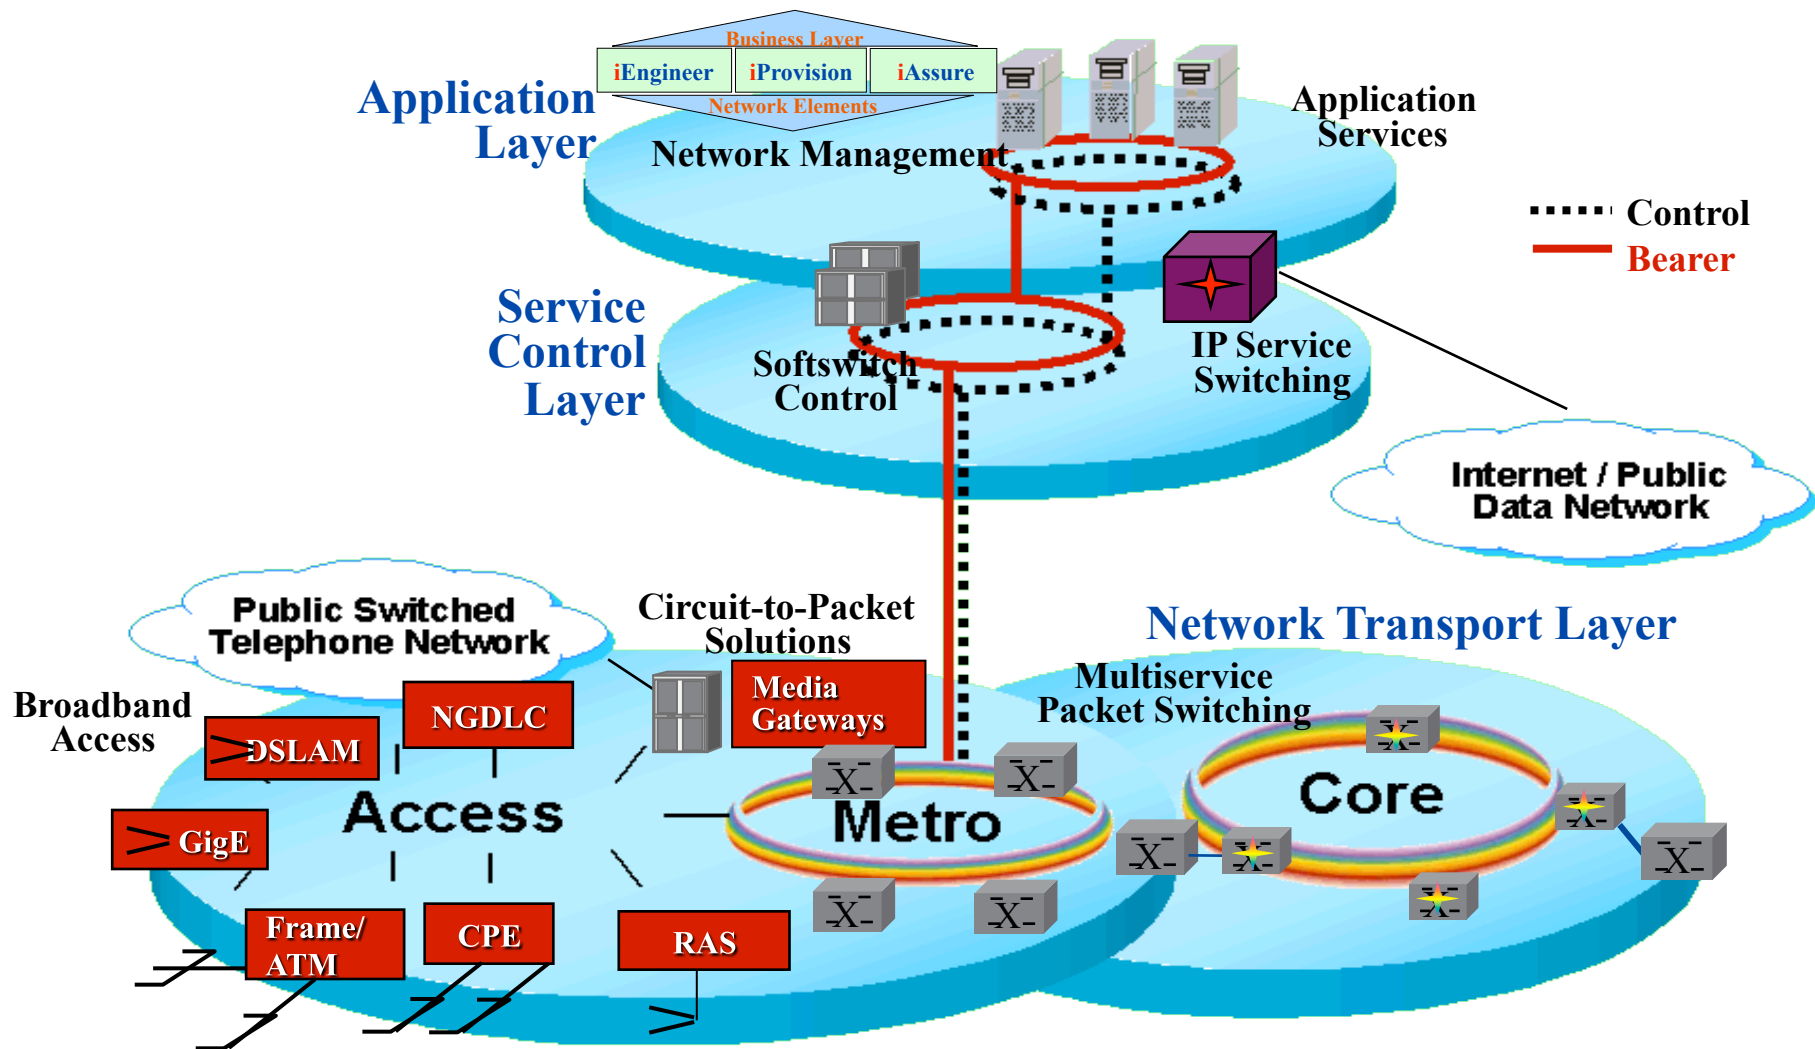 Business Layer
iEngineer
iProvision
iAssure
Network Elements
Application
Layer
Network Management
Application
Services
Control
Bearer
Service
Control
Layer
Softswitch
Control
IP Service
Switching
Internet / Public
Data Network
Public Switched
Telephone Network
Circuit-to-Packet
Solutions
Network Transport Layer
Media
Gateways
Multiservice
Packet Switching
Broadband
Access
NGDLC
DSLAM
GigE
Access
Metro
Core
X
X
X
X
X
X
X
X
X
X
Frame/
ATM
CPE
RAS